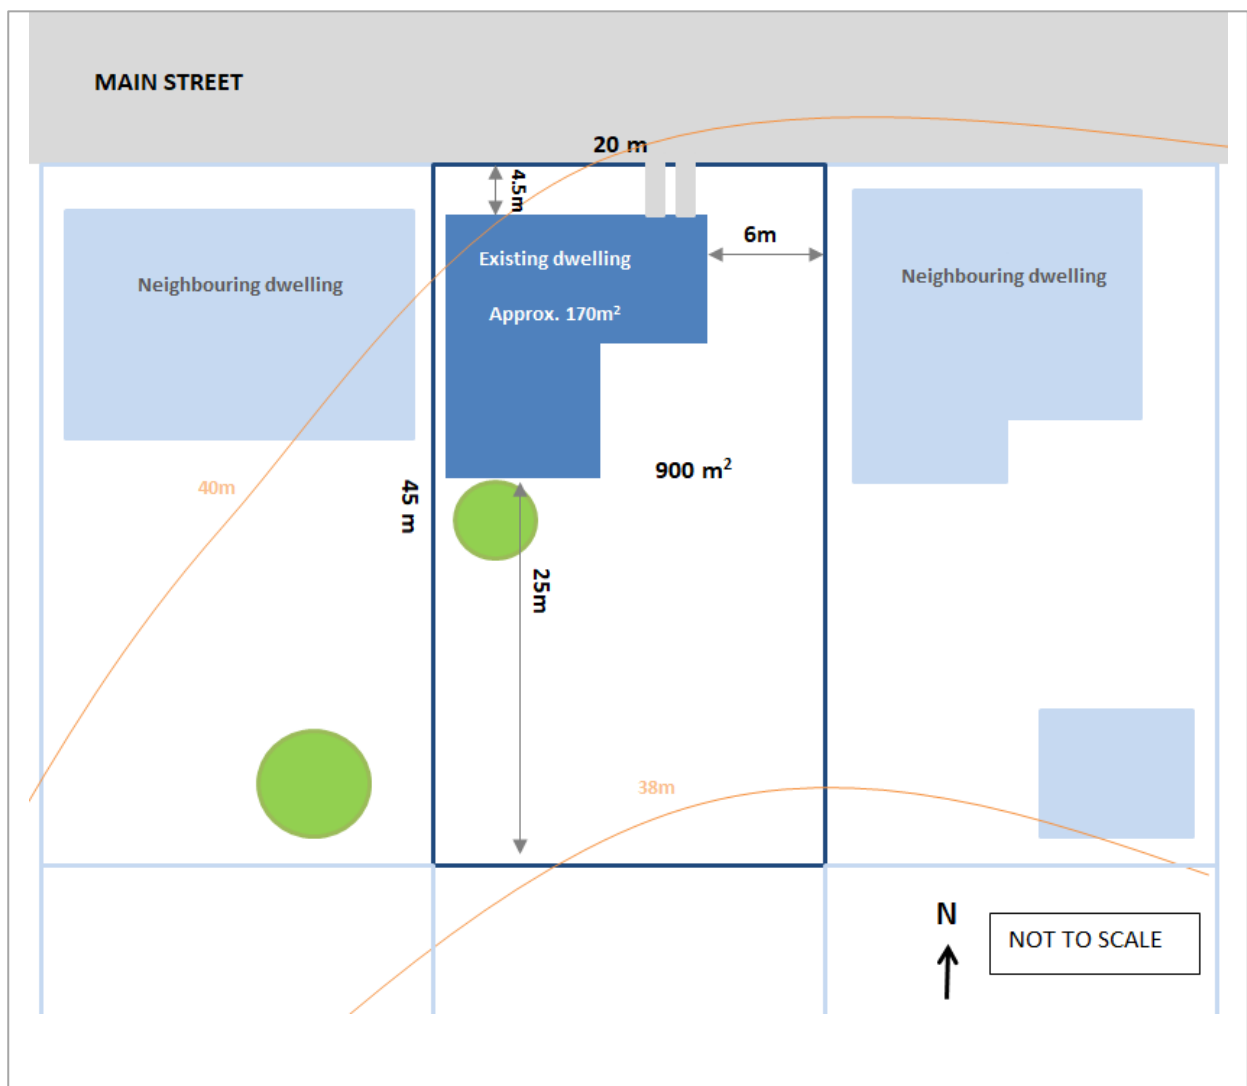 MAIN STREET
20 m
4.5m
6m
Existing dwelling
Approx. 170m²
Neighbouring dwelling
Neighbouring dwelling
900 m²
40m
45 m
25m
38m
N
NOT TO SCALE